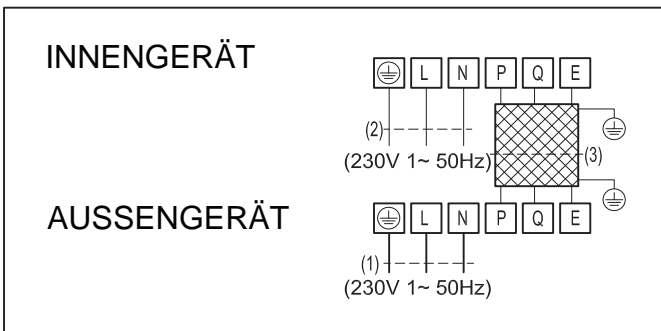 INNENGERÄT
L N P Q E
(2)
(230V 1~ 50Hz)
(3)
AUSSENGERÄT
L N P Q E
(1)
(230V 1~ 50Hz)